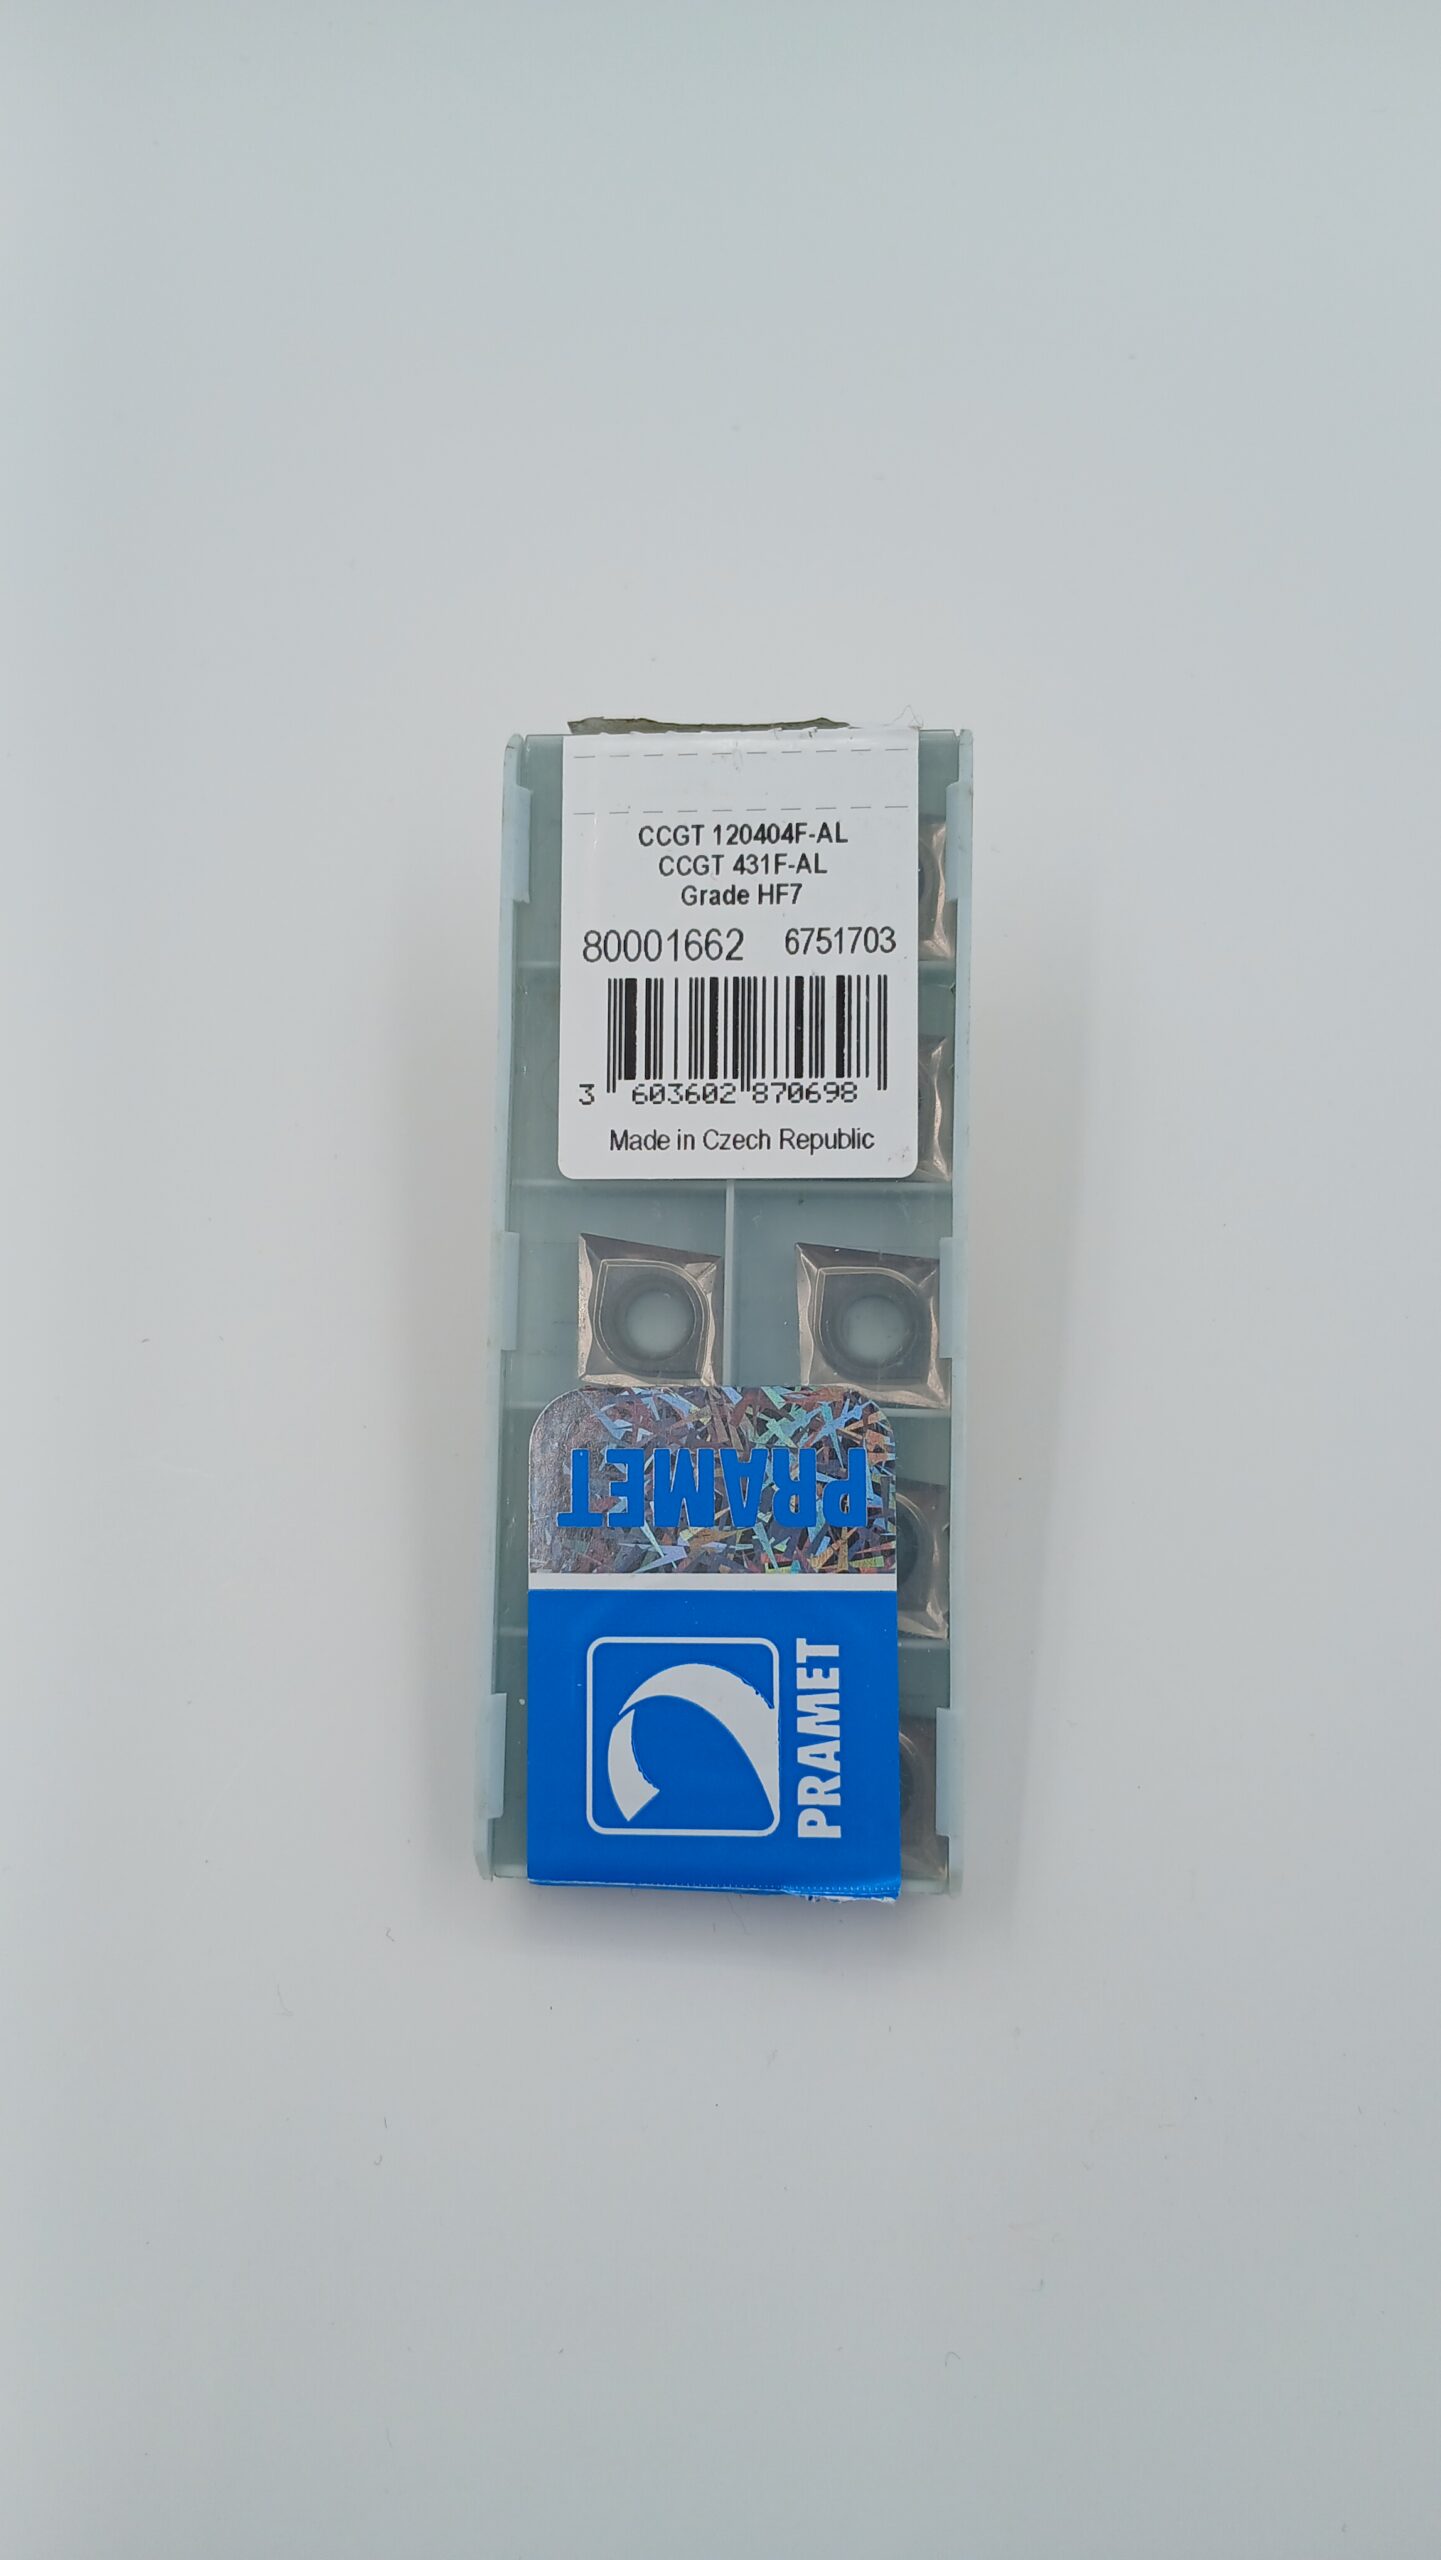 CCGT 120404F-AL
CCGT 431F-AL
Grade HF7
80001662 6751703
3 603602 870698
Made in Czech Republic
PRAMET
PRAMET